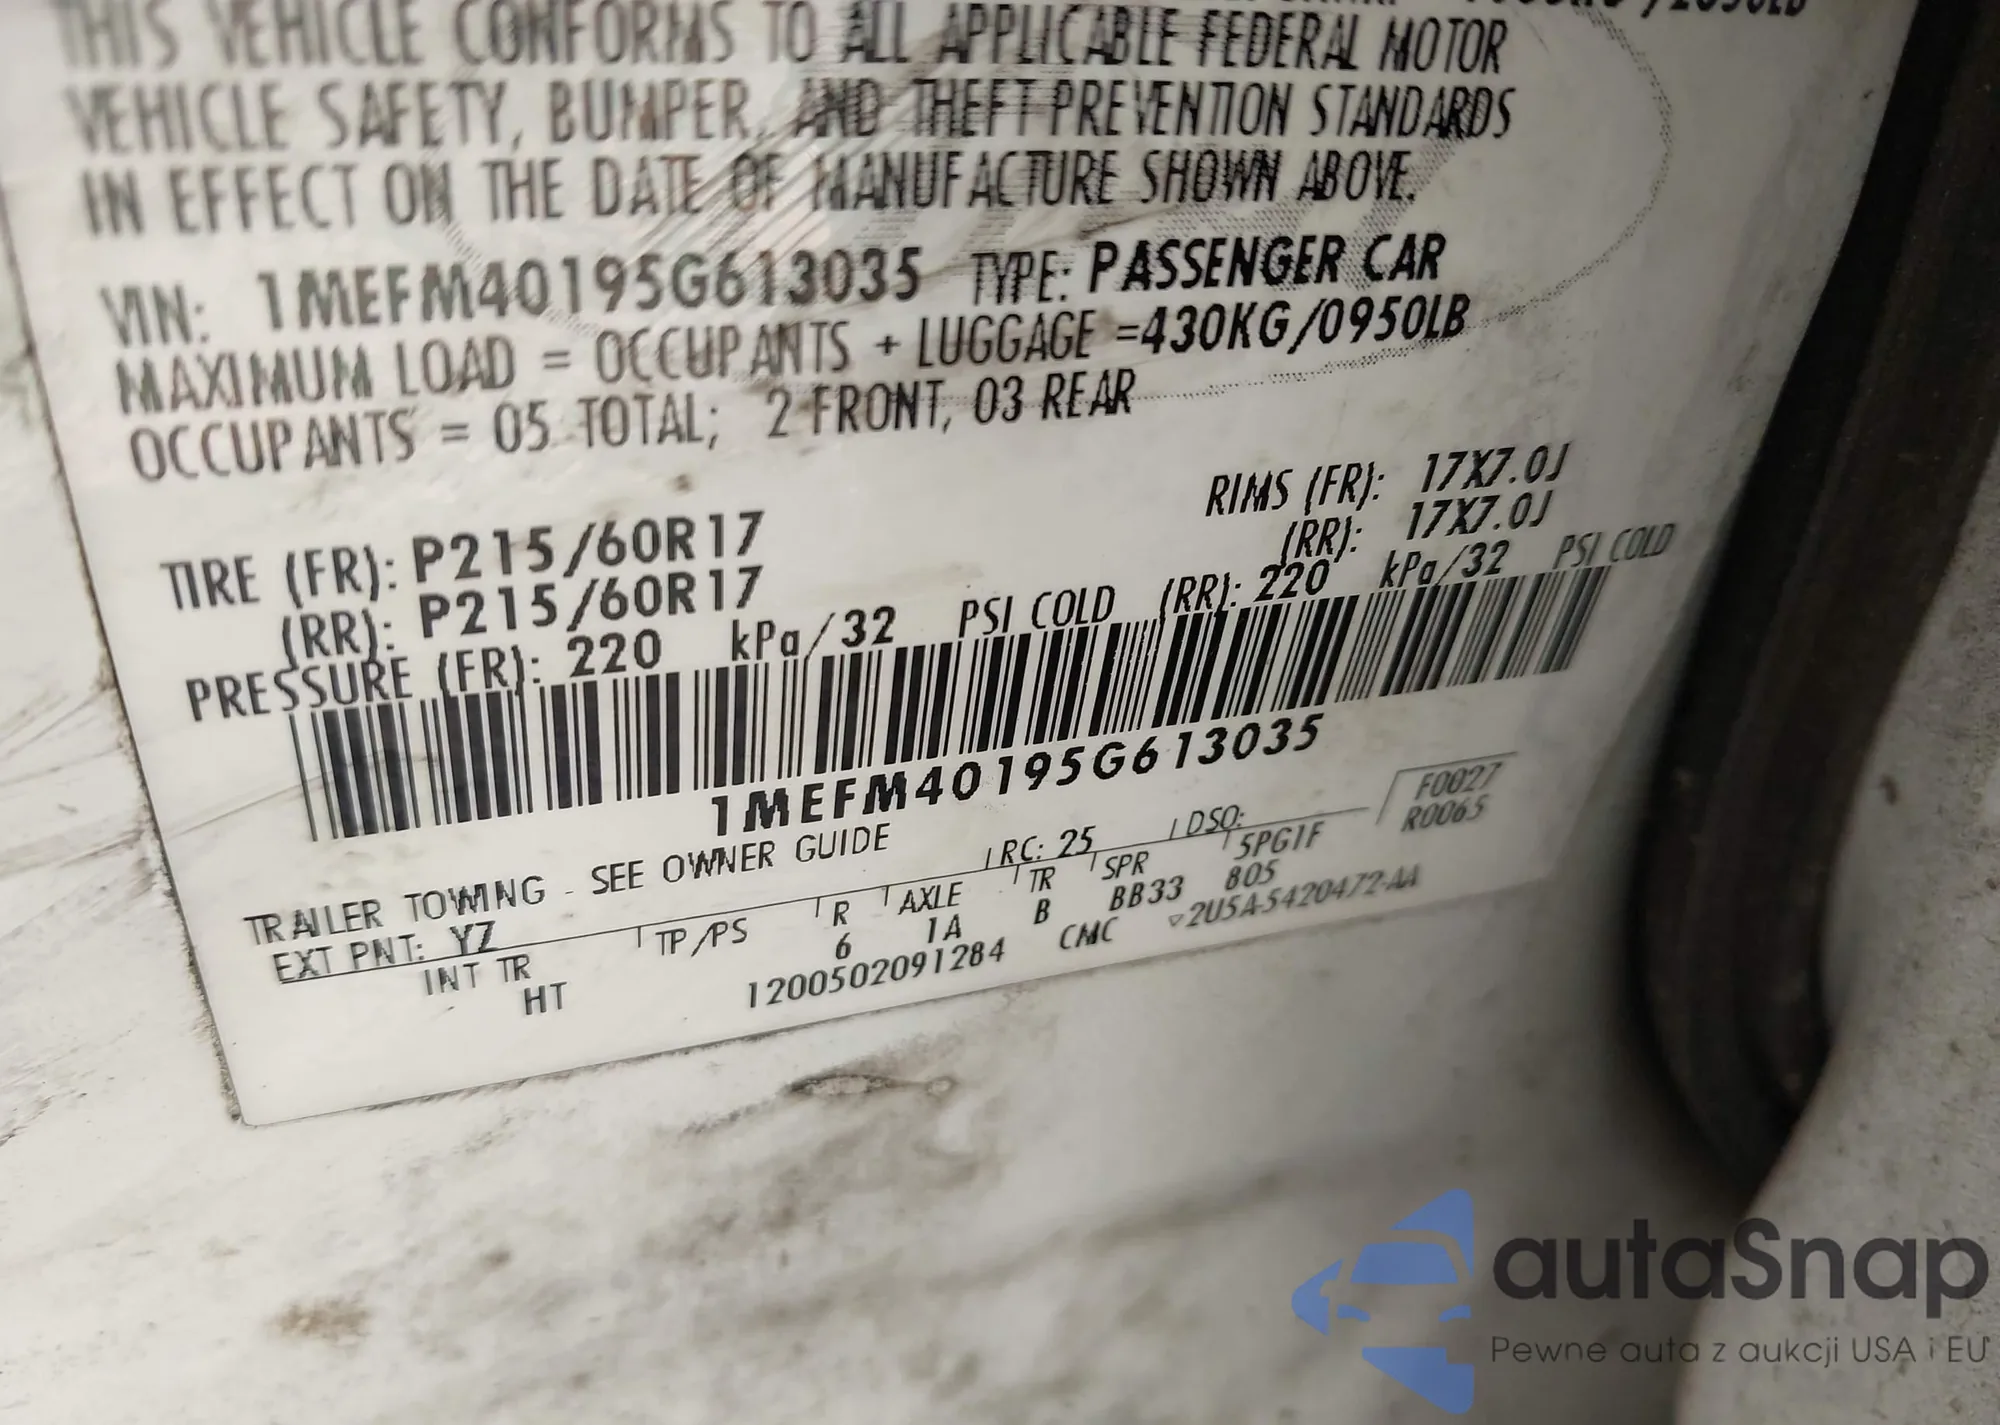 THIS VEHICLE CONFORMS TO ALL APPLICABLE FEDERAL MOTOR
VEHICLE SAFETY, BUMPER, AND THEFT PREVENTION STANDARDS
IN EFFECT ON THE DATE OF MANUFACTURE SHOWN ABOVE.
VIN: 1MEFM40195G613035 TYPE: PASSENGER CAR
MAXIMUM LOAD = OCCUPANTS + LUGGAGE =430KG/0950LB
OCCUPANTS = 05 TOTAL; 2 FRONT, 03 REAR
RIMS (FR): 17X7.0J
TIRE (FR): P215/60R17 (RR): 17X7.0J
(RR): P215/60R17
PRESSURE (FR): 220 kPa/32 PSI COLD (RR): 220 kPa/32 PSI COLD
1MEFM40195G613035
TRAILER TOWING - SEE OWNER GUIDE
EXT PNT: YZ RC: 25 DSO: F0027
INT TR TP/PS R AXLE TR SPR 5PG1F R0065
HT 6 1A B BB33 805
1200502091284 CMC 2U5A-5420472-AA
autaSnap
Pewne auta z aukcji USA i EU